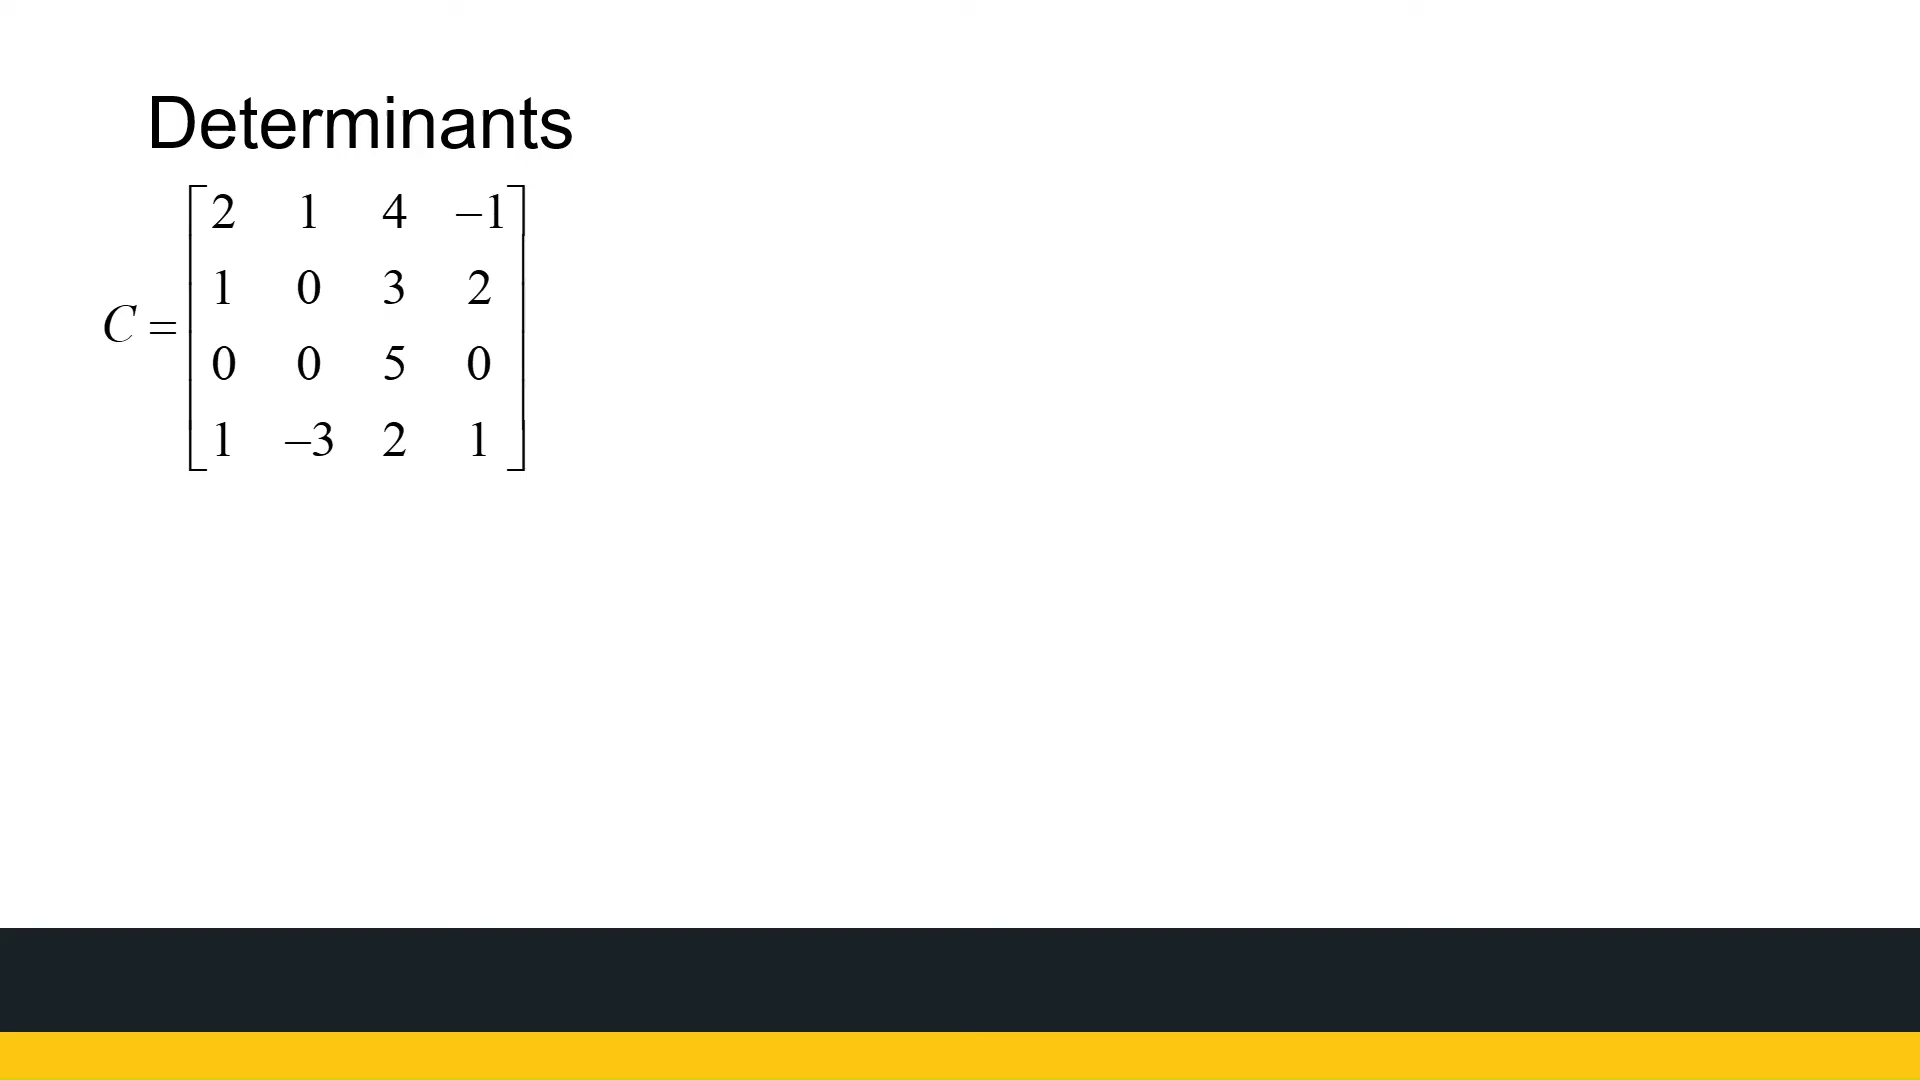 Determinants
2 1 4 −1
1 0 3 2
C =
0 0 5 0
1 −3 2 1